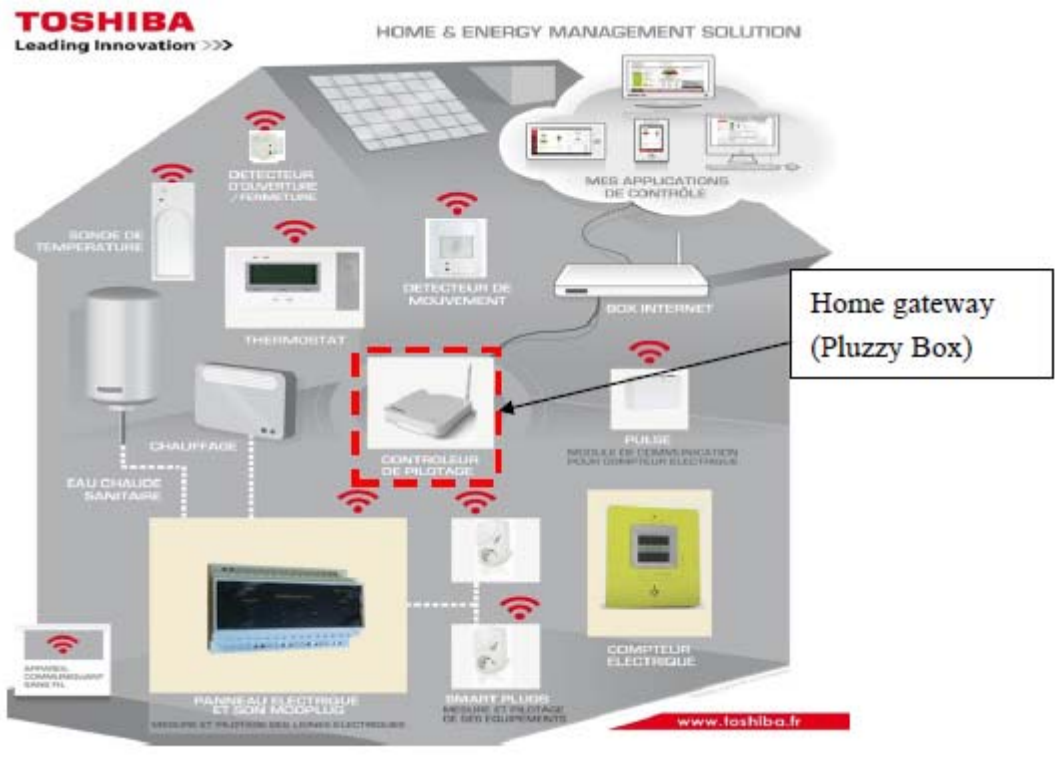 TOSHIBA
Leading Innovation >>>
HOME & ENERGY MANAGEMENT SOLUTION
DETECTEUR
D'OUVERTURE
/ FERMETURE
MES APPLICATIONS
DE CONTRÔLE
SONDE DE
TEMPERATURE
DETECTEUR DE
MOUVEMENT
BOX INTERNET
Home gateway
(Pluzzy Box)
THERMOSTAT
CHAUFFAGE
CONTROLEUR
DE PILOTAGE
PULSE
MODULE DE COMMUNICATION
POUR COMPTEUR ELECTRIQUE
EAU CHAUDE
SANITAIRE
COMPTEUR
ELECTRIQUE
APPAREIL
COMMUNIQUANT
SANS FIL
PANNEAU ELECTRIQUE
ET SON MODPLUG
MESURE ET PILOTAGE DES LIGNES ELECTRIQUES
SMART PLUGS
MESURE ET PILOTAGE
DE SES EQUIPEMENTS
www.toshiba.fr